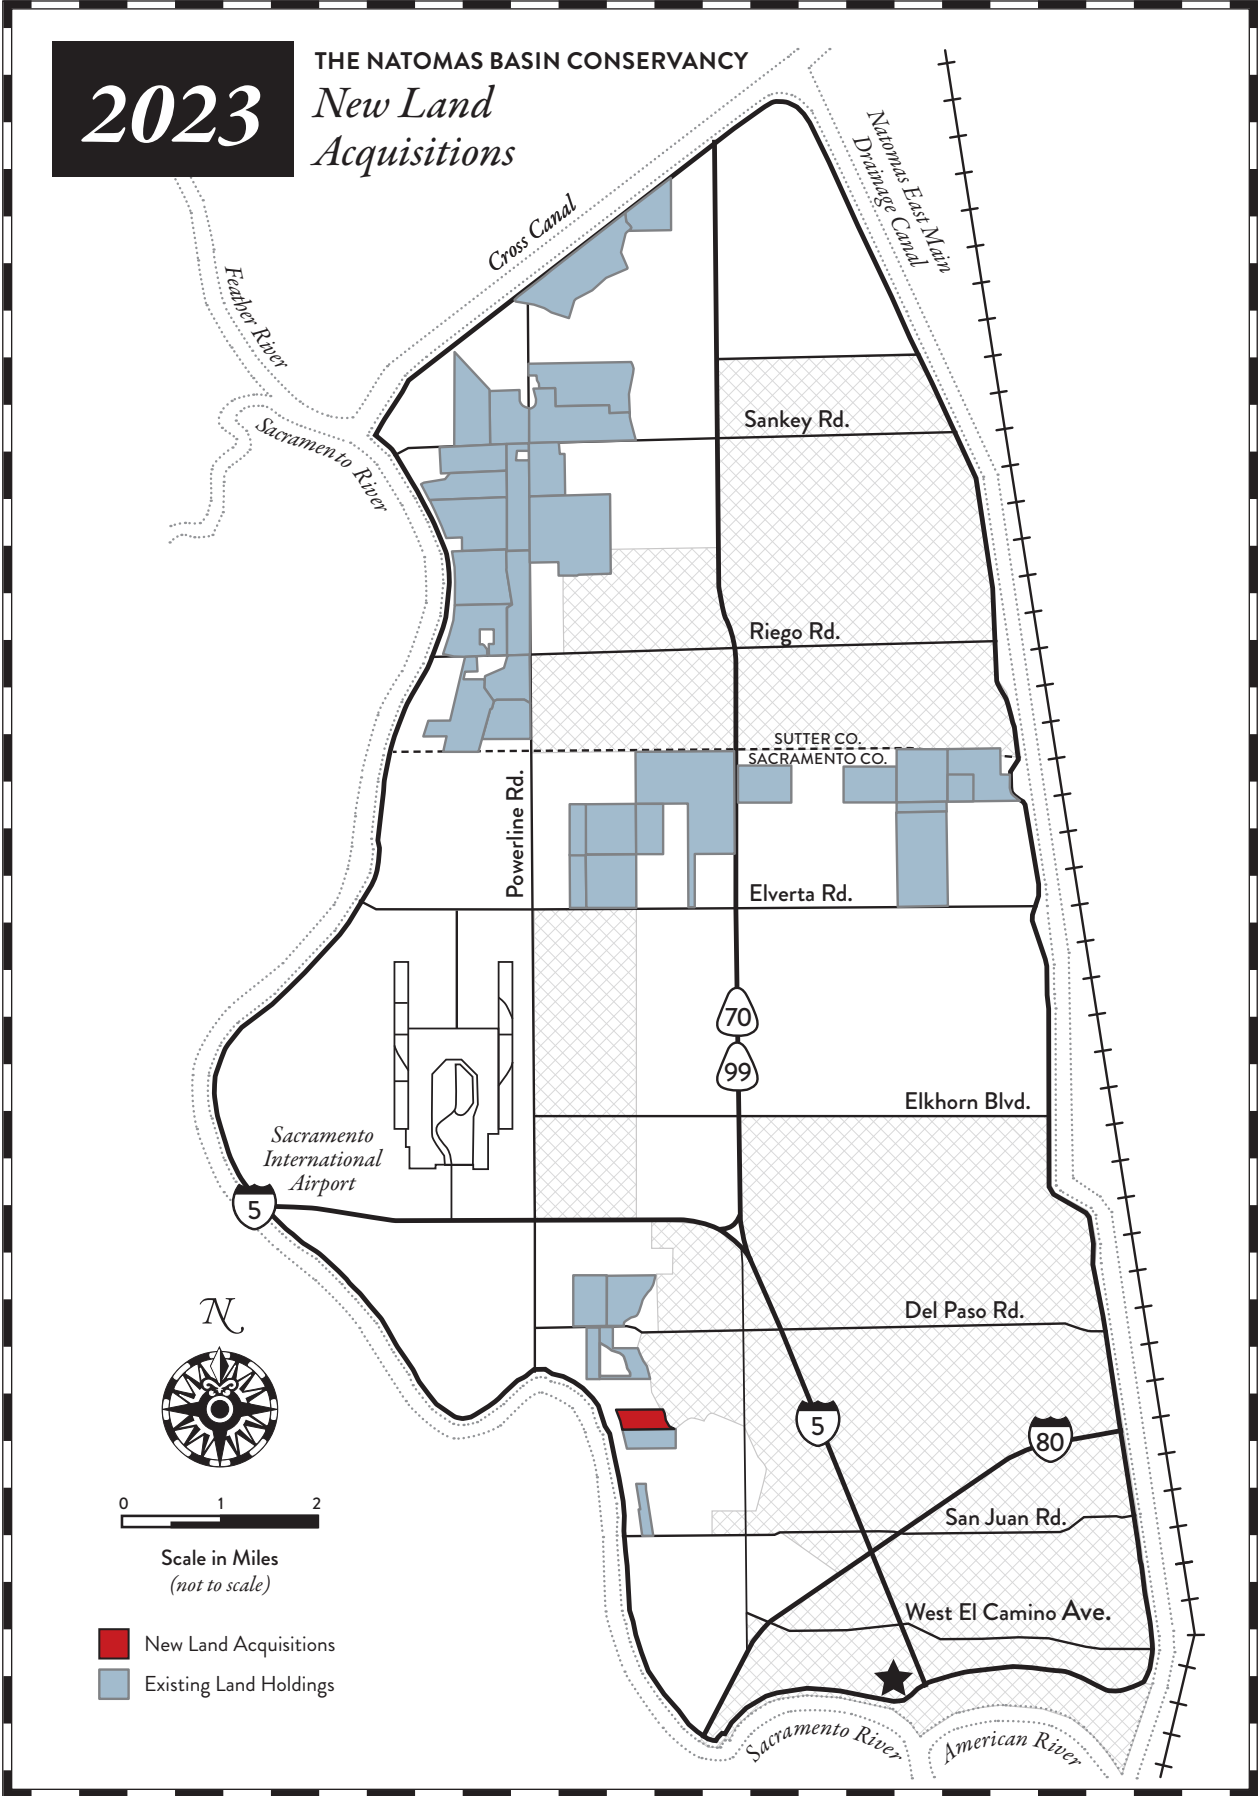 2023
THE NATOMAS BASIN CONSERVANCY
New Land
Acquisitions
Natomas East Main
Drainage Canal
Cross Canal
Feather River
Sacramento River
Sankey Rd.
Riego Rd.
SUTTER CO.
SACRAMENTO CO.
Powerline Rd.
Elverta Rd.
70
99
Elkhorn Blvd.
Sacramento
International
Airport
5
N
Del Paso Rd.
5
80
0 1 2
Scale in Miles
(not to scale)
San Juan Rd.
West El Camino Ave.
New Land Acquisitions
Existing Land Holdings
Sacramento River
American River